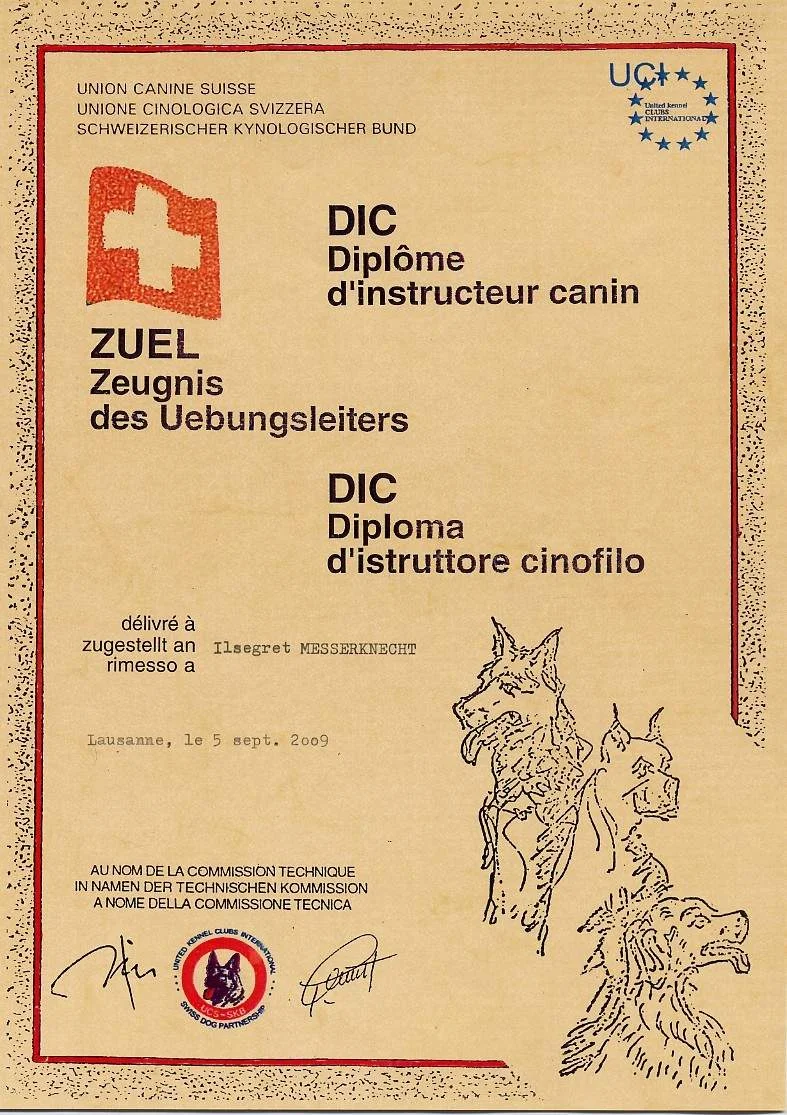 UNION CANINE SUISSE
UNIONE CINOLOGICA SVIZZERA
SCHWEIZERISCHER KYNOLOGISCHER BUND
UCI
United kennel
CLUBS
INTERNATIONAL
DIC
Diplôme
d'instructeur canin
ZUEL
Zeugnis
des Uebungsleiters
DIC
Diploma
d'istruttore cinofilo
délivré à
zugestellt an
rimesso a
Ilsegret MESSERKNECHT
Lausanne, le 5 sept. 2oo9
AU NOM DE LA COMMISSION TECHNIQUE
IN NAMEN DER TECHNISCHEN KOMMISSION
A NOME DELLA COMMISSIONE TECNICA
UNITED KENNEL CLUBS INTERNATIONAL
UCS-SKB
SWISS DOG PARTNERSHIP